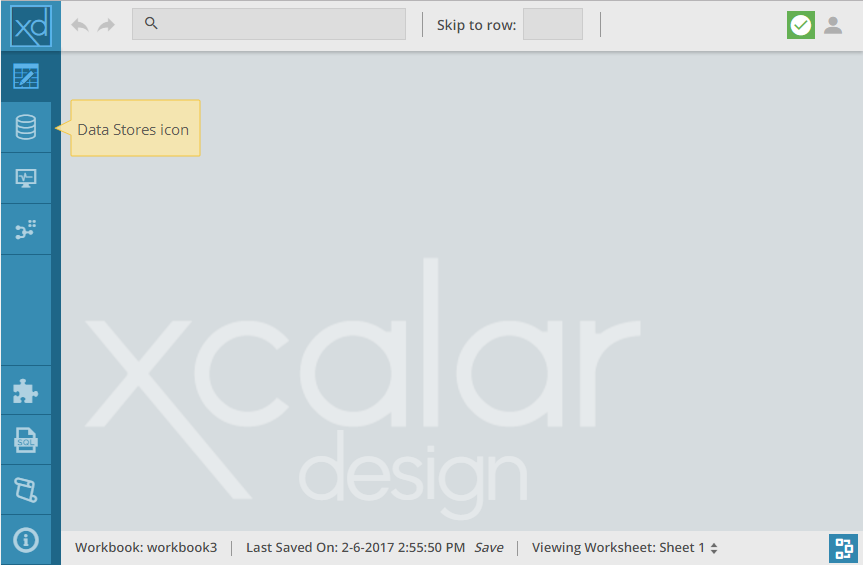 xd
Skip to row:
Data Stores icon
xcalar
design
SQL
Workbook: workbook3 | Last Saved On: 2-6-2017 2:55:50 PM Save | Viewing Worksheet: Sheet 1